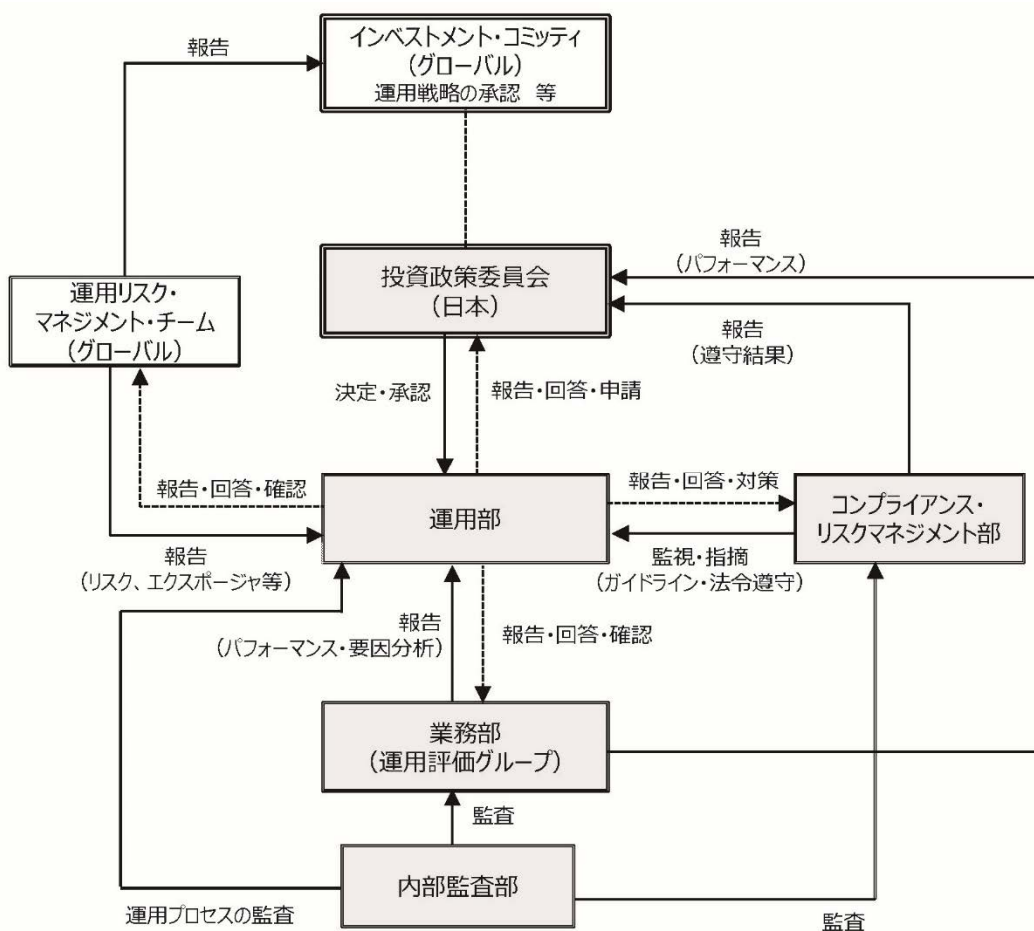 インベストメント・コミッティ
(グローバル)
運用戦略の承認 等
報告
投資政策委員会
(日本)
報告
(パフォーマンス)
運用リスク・
マネジメント・チーム
(グローバル)
報告
(遵守結果)
決定・承認
報告・回答・申請
報告・回答・確認
運用部
報告・回答・対策
コンプライアンス・
リスクマネジメント部
報告
(リスク、エクスポージャ等)
監視・指摘
(ガイドライン・法令遵守)
報告
(パフォーマンス・要因分析)
報告・回答・確認
業務部
(運用評価グループ)
監査
内部監査部
運用プロセスの監査
監査